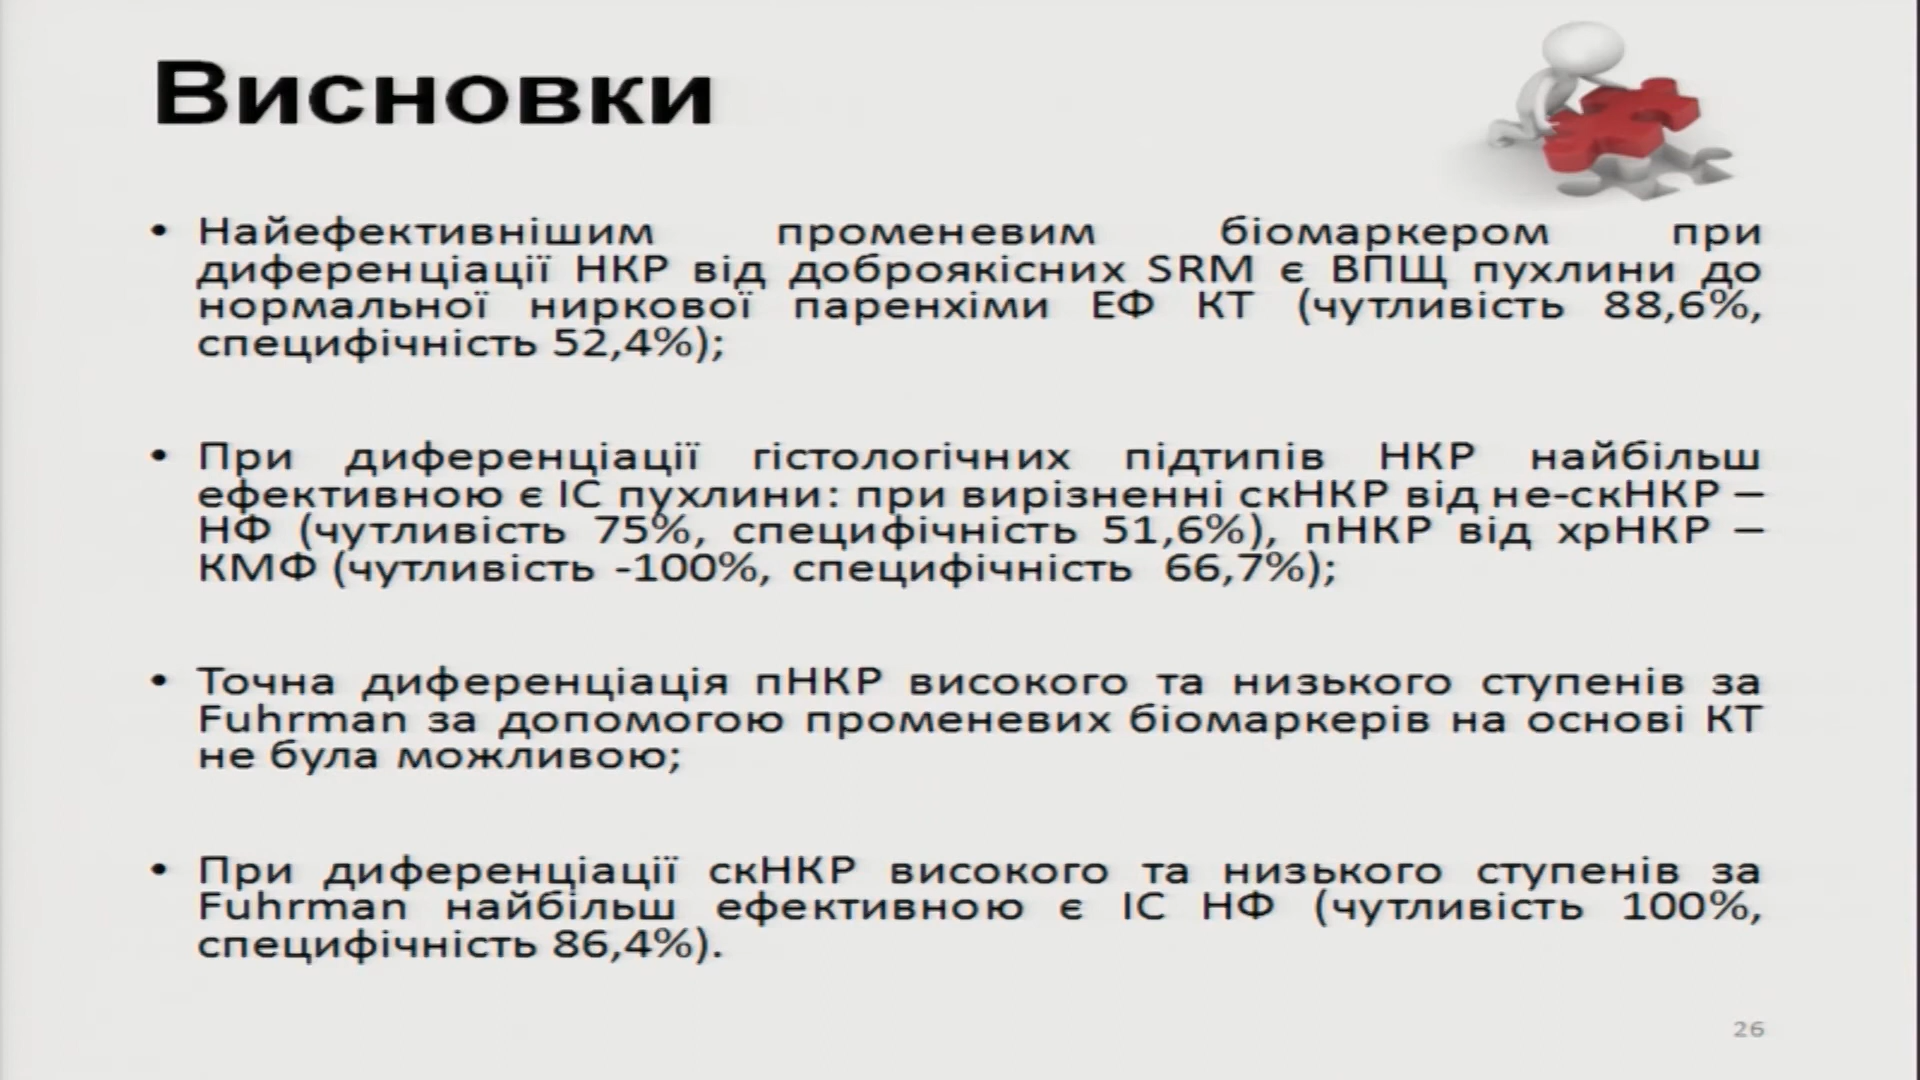 Висновки
• Найефективнішим променевим біомаркером при
диференціації НКР від доброякісних SRM є ВПЩ пухлини до
нормальної ниркової паренхіми ЕФ КТ (чутливість 88,6%,
специфічність 52,4%);
• При диференціації гістологічних підтипів НКР найбільш
ефективною є ІС пухлини: при вирізненні скНКР від не-скНКР –
НФ (чутливість 75%, специфічність 51,6%), пНКР від хрНКР –
КМФ (чутливість -100%, специфічність 66,7%);
• Точна диференціація пНКР високого та низького ступенів за
Fuhrman за допомогою променевих біомаркерів на основі КТ
не була можливою;
• При диференціації скНКР високого та низького ступенів за
Fuhrman найбільш ефективною є ІС НФ (чутливість 100%,
специфічність 86,4%).
26